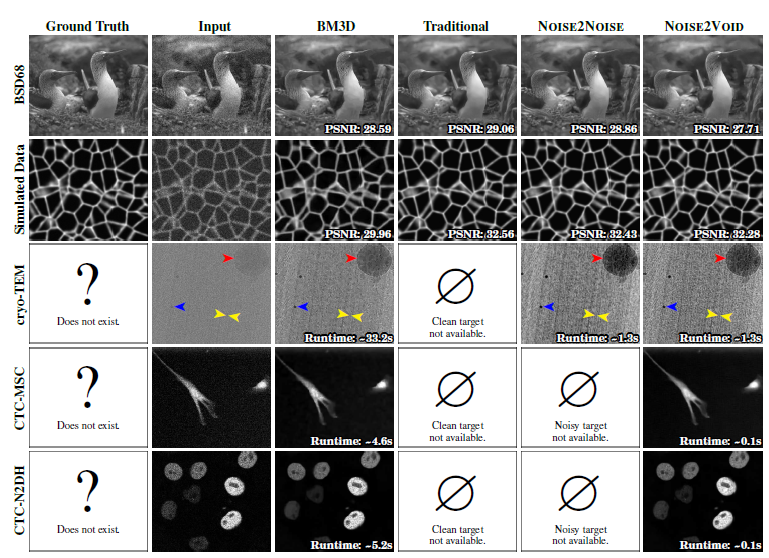 Ground Truth Input BM3D Traditional NOISE2NOISE NOISE2VOID
BSD68
PSNR: 28.59 PSNR: 29.06 PSNR: 28.86 PSNR: 27.71
Simulated Data
PSNR: 29.96 PSNR: 32.56 PSNR: 32.43 PSNR: 32.28
cryo-TEM
?
Does not exist.
Runtime: ~33.2s
Clean target
not available.
Runtime: ~1.3s
Runtime: ~1.3s
CTC-MSC
?
Does not exist.
Runtime: ~4.6s
Clean target
not available.
Noisy target
not available.
Runtime: ~0.1s
CTC-N2DH
?
Does not exist.
Runtime: ~5.2s
Clean target
not available.
Noisy target
not available.
Runtime: ~0.1s